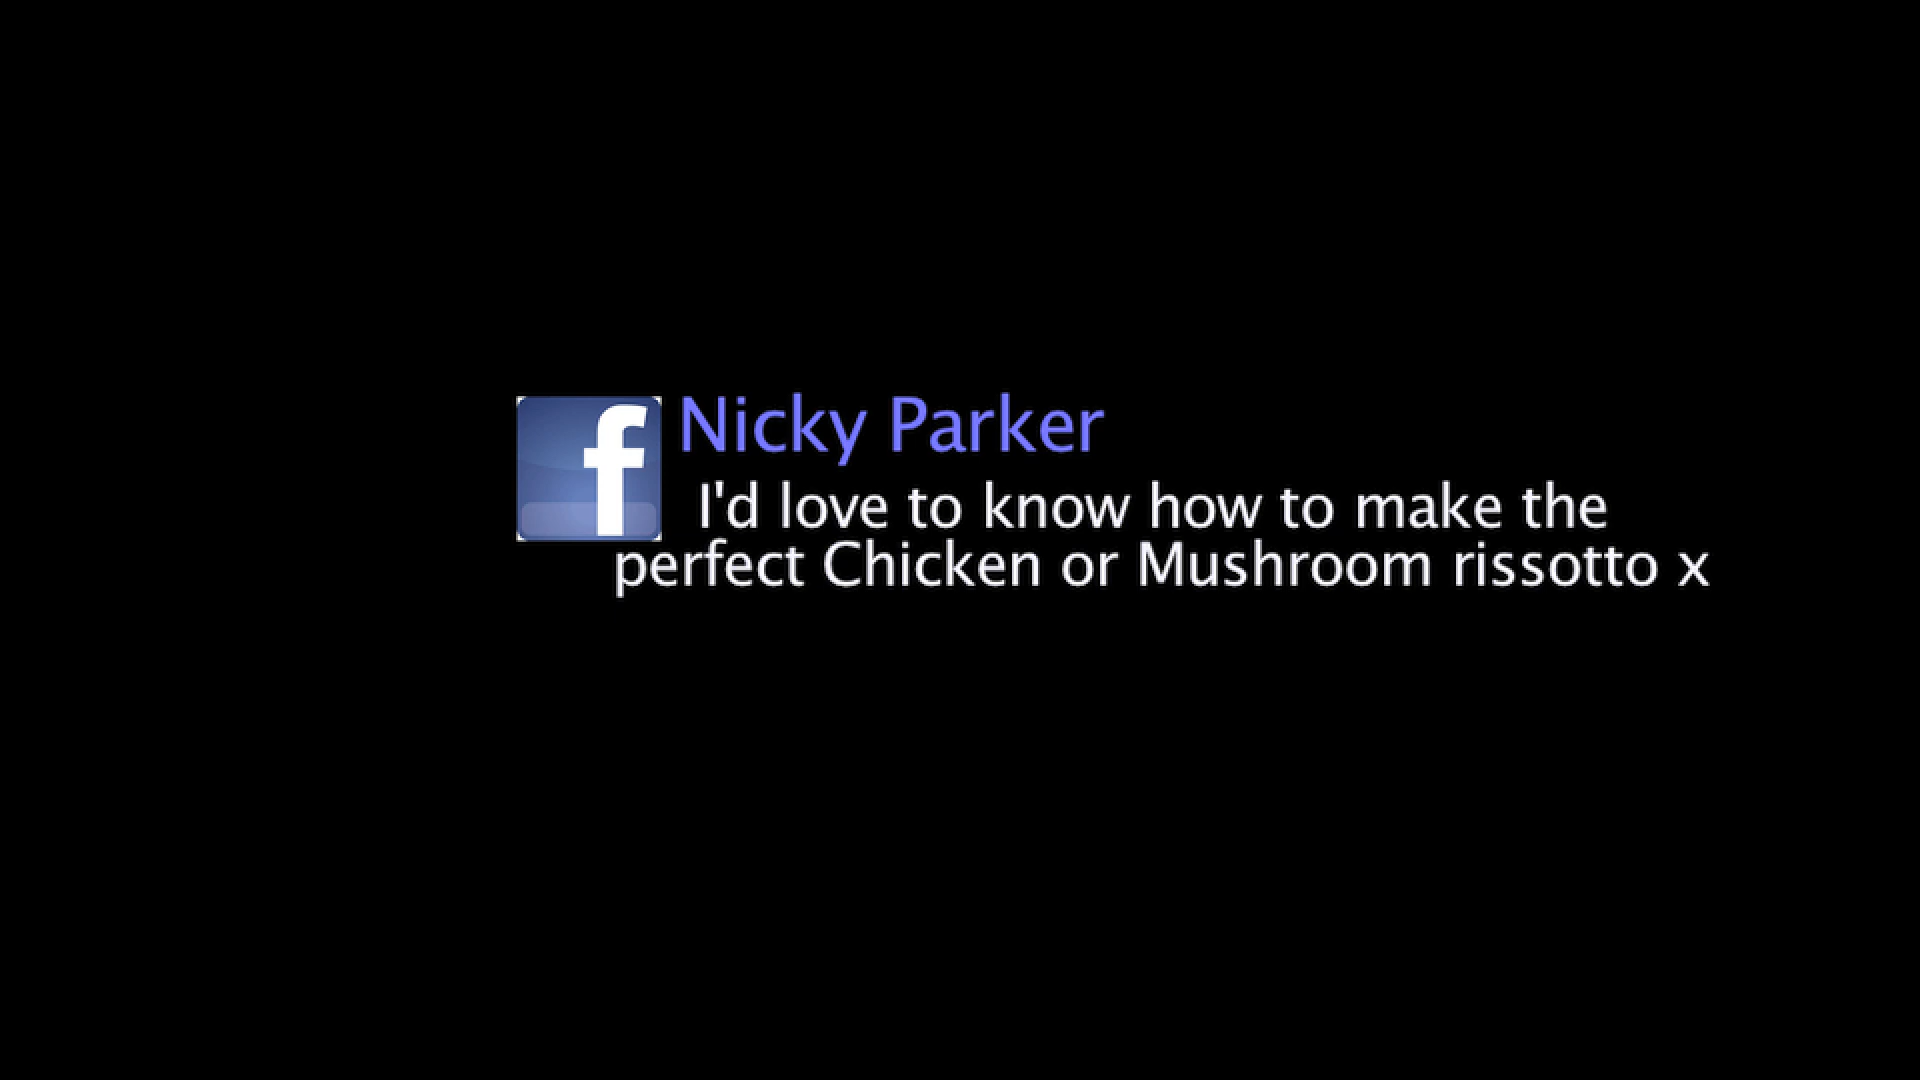 f
Nicky Parker
I'd love to know how to make the
perfect Chicken or Mushroom rissotto x